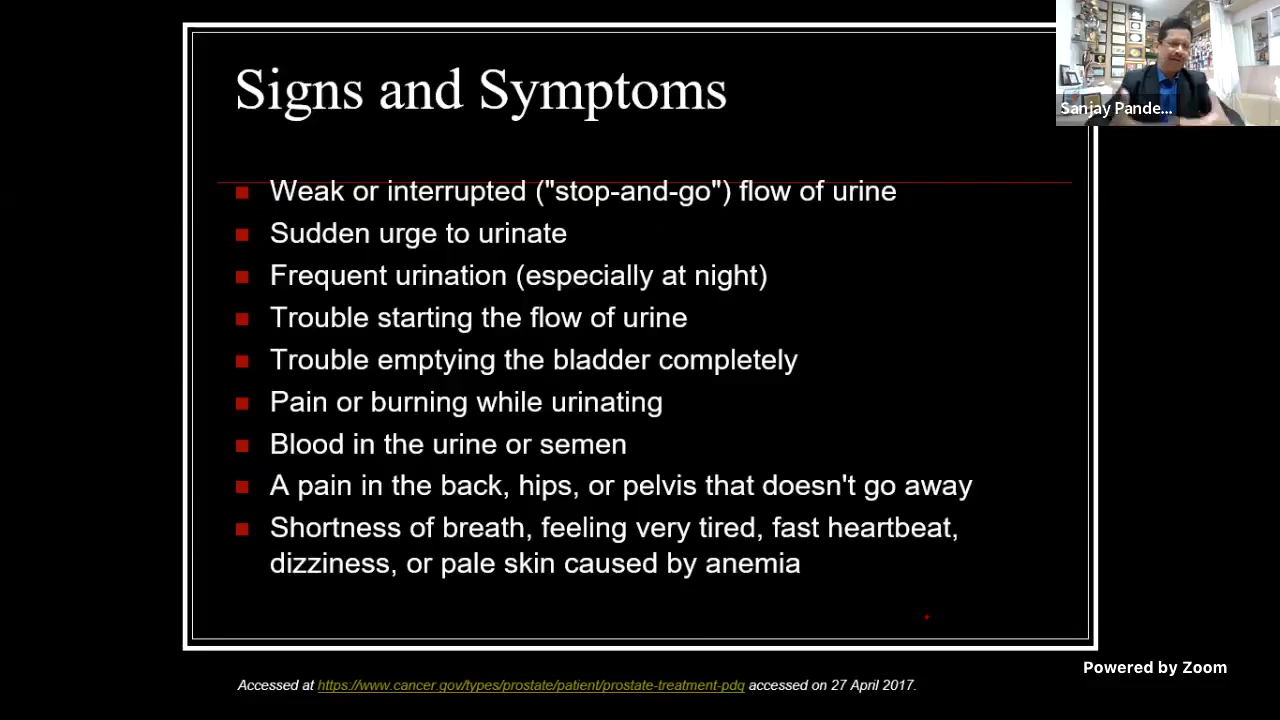 Signs and Symptoms
Sanjay Pande...
Weak or interrupted ("stop-and-go") flow of urine
Sudden urge to urinate
Frequent urination (especially at night)
Trouble starting the flow of urine
Trouble emptying the bladder completely
Pain or burning while urinating
Blood in the urine or semen
A pain in the back, hips, or pelvis that doesn't go away
Shortness of breath, feeling very tired, fast heartbeat,
dizziness, or pale skin caused by anemia
Powered by Zoom
Accessed at https://www.cancer.gov/types/prostate/patient/prostate-treatment-pdq accessed on 27 April 2017.